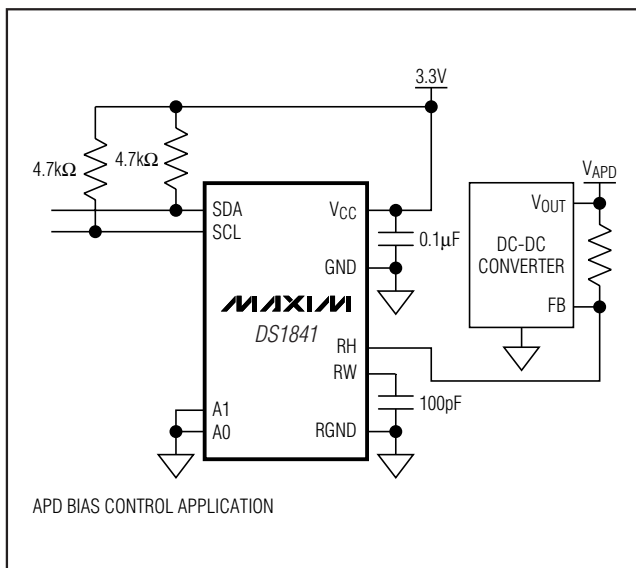 3.3V
4.7kΩ
4.7kΩ
VAPD
SDA
VCC
VOUT
SCL
0.1µF
DC-DC
CONVERTER
GND
FB
MAXIM
DS1841
RH
RW
100pF
A1
A0
RGND
APD BIAS CONTROL APPLICATION